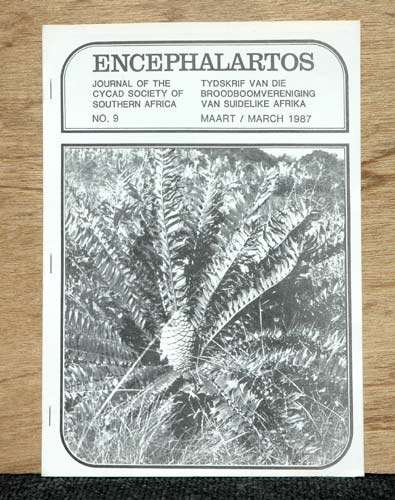 ENCEPHALARTOS
JOURNAL OF THE
CYCAD SOCIETY OF
SOUTHERN AFRICA
NO. 9
TYDSKRIF VAN DIE
BROODBOOMVERENIGING
VAN SUIDELIKE AFRIKA
MAART / MARCH 1987